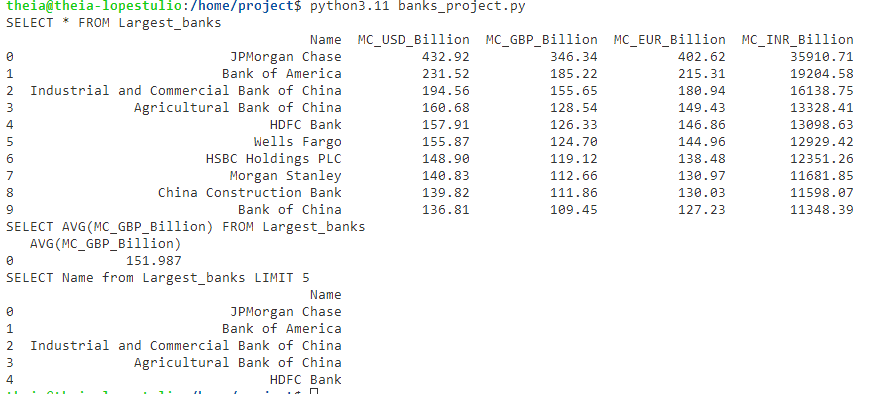 theia@theia-lopestulio:/home/project$ python3.11 banks_project.py
SELECT * FROM Largest_banks
Name MC_USD_Billion MC_GBP_Billion MC_EUR_Billion MC_INR_Billion
0 JPMorgan Chase 432.92 346.34 402.62 35910.71
1 Bank of America 231.52 185.22 215.31 19204.58
2 Industrial and Commercial Bank of China 194.56 155.65 180.94 16138.75
3 Agricultural Bank of China 160.68 128.54 149.43 13328.41
4 HDFC Bank 157.91 126.33 146.86 13098.63
5 Wells Fargo 155.87 124.70 144.96 12929.42
6 HSBC Holdings PLC 148.90 119.12 138.48 12351.26
7 Morgan Stanley 140.83 112.66 130.97 11681.85
8 China Construction Bank 139.82 111.86 130.03 11598.07
9 Bank of China 136.81 109.45 127.23 11348.39
SELECT AVG(MC_GBP_Billion) FROM Largest_banks
AVG(MC_GBP_Billion)
0 151.987
SELECT Name from Largest_banks LIMIT 5
Name
0 JPMorgan Chase
1 Bank of America
2 Industrial and Commercial Bank of China
3 Agricultural Bank of China
4 HDFC Bank
theia@theia-lopestulio:/home/project$